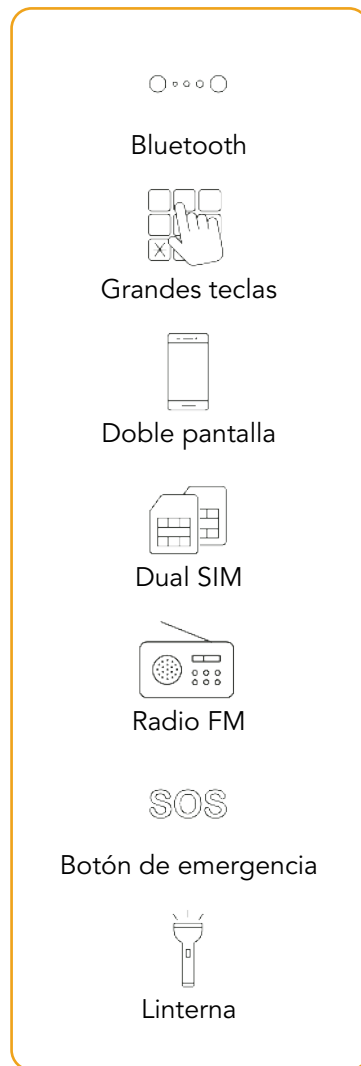 Bluetooth
Grandes teclas
Doble pantalla
Dual SIM
Radio FM
SOS
Botón de emergencia
Linterna